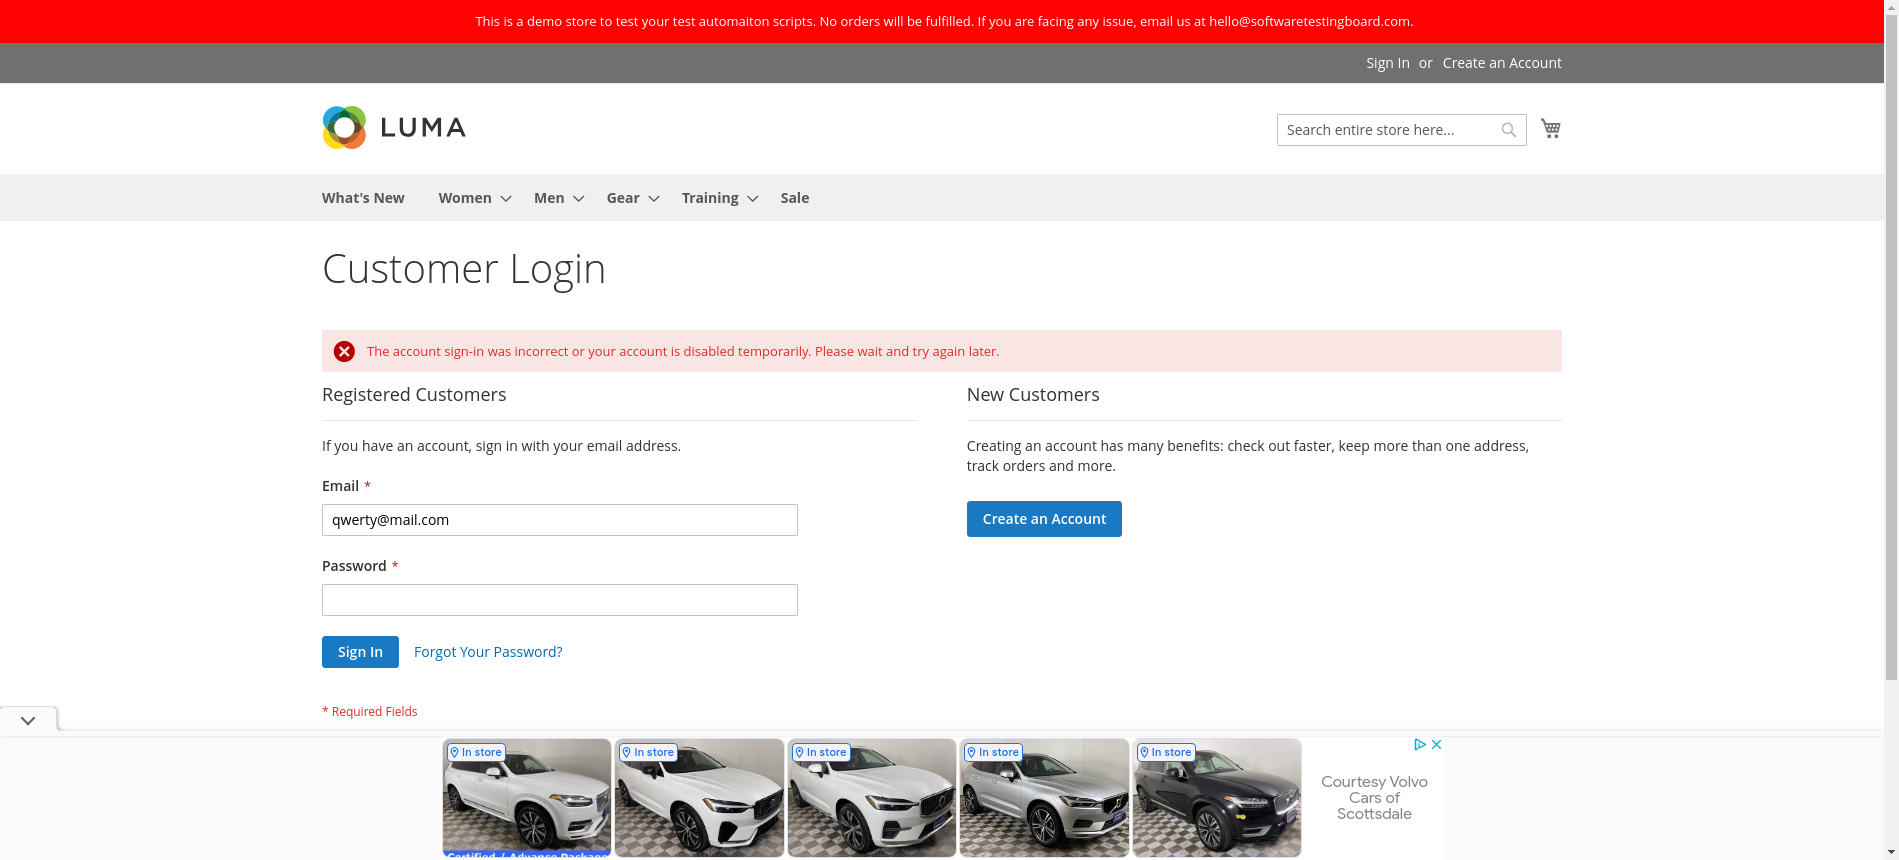 This is a demo store to test your test automaiton scripts. No orders will be fulfilled. If you are facing any issue, email us at hello@softwaretestingboard.com.
Sign In or Create an Account
LUMA
Search entire store here...
What's New Women Men Gear Training Sale
Customer Login
The account sign-in was incorrect or your account is disabled temporarily. Please wait and try again later.
Registered Customers
If you have an account, sign in with your email address.
Email *
qwerty@mail.com
Password *
Sign In Forgot Your Password?
* Required Fields
New Customers
Creating an account has many benefits: check out faster, keep more than one address,
track orders and more.
Create an Account
In store In store In store In store In store
Certified / Advance Package
Courtesy Volvo
Cars of
Scottsdale